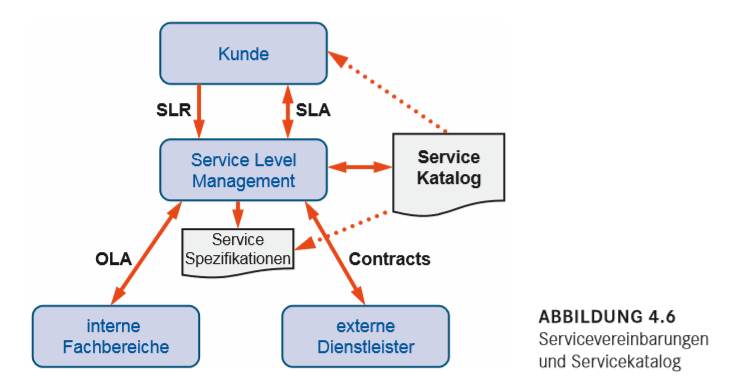 Kunde
SLR
SLA
Service Level
Management
Service
Katalog
Service
Spezifikationen
OLA
Contracts
interne
Fachbereiche
externe
Dienstleister
ABBILDUNG 4.6
Servicevereinbarungen
und Servicekatalog